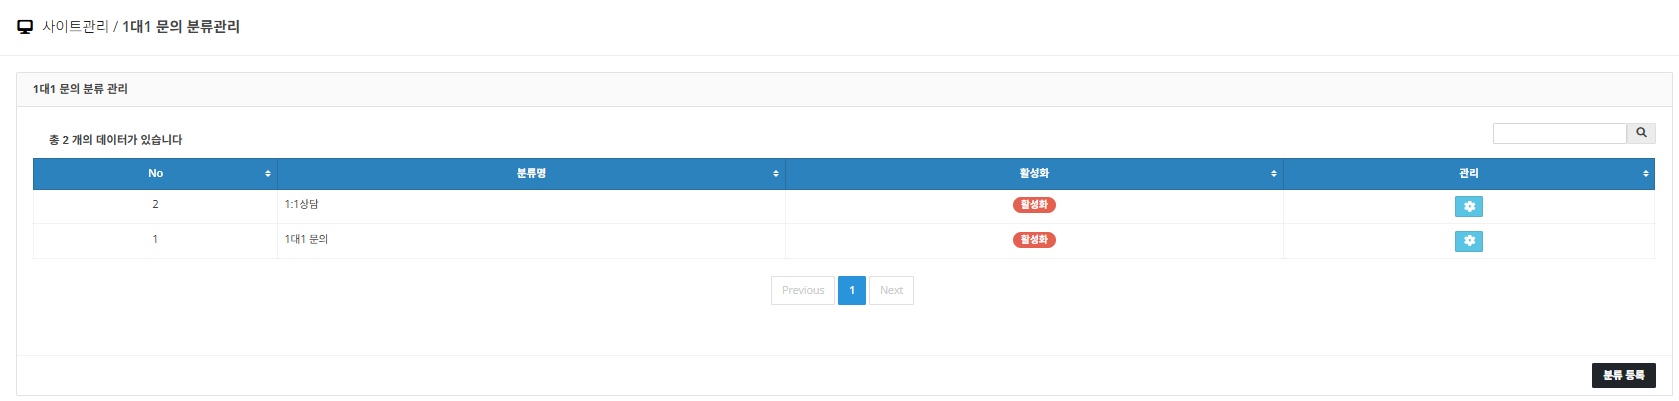 사이트관리 / 1대1 문의 분류관리
1대1 문의 분류 관리
총 2 개의 데이터가 있습니다
No 분류명 활성화 관리
2 1:1상담 활성화
1 1대1 문의 활성화
Previous 1 Next
분류 등록